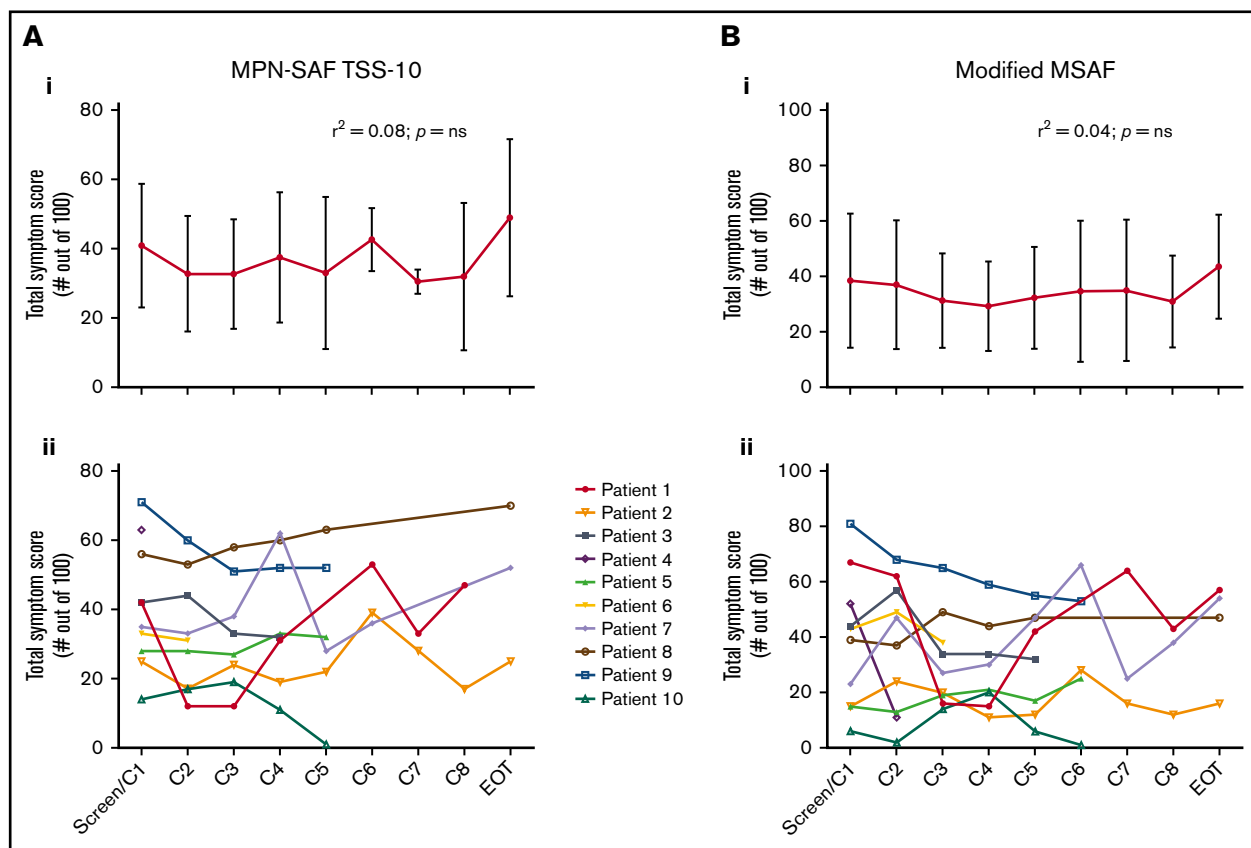 A
MPN-SAF TSS-10
i
80
60
40
20
0
Total symptom score
(# out of 100)
r² = 0.08; p = ns
ii
80
60
40
20
0
Total symptom score
(# out of 100)
Screen/C1
C2
C3
C4
C5
C6
C7
C8
EOT
Patient 1
Patient 2
Patient 3
Patient 4
Patient 5
Patient 6
Patient 7
Patient 8
Patient 9
Patient 10
B
Modified MSAF
i
100
80
60
40
20
0
Total symptom score
(# out of 100)
r² = 0.04; p = ns
ii
100
80
60
40
20
0
Total symptom score
(# out of 100)
Screen/C1
C2
C3
C4
C5
C6
C7
C8
EOT